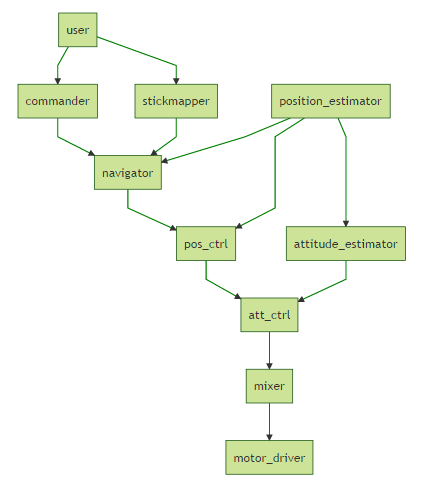 user
commander
stickmapper
position_estimator
navigator
pos_ctrl
attitude_estimator
att_ctrl
mixer
motor_driver